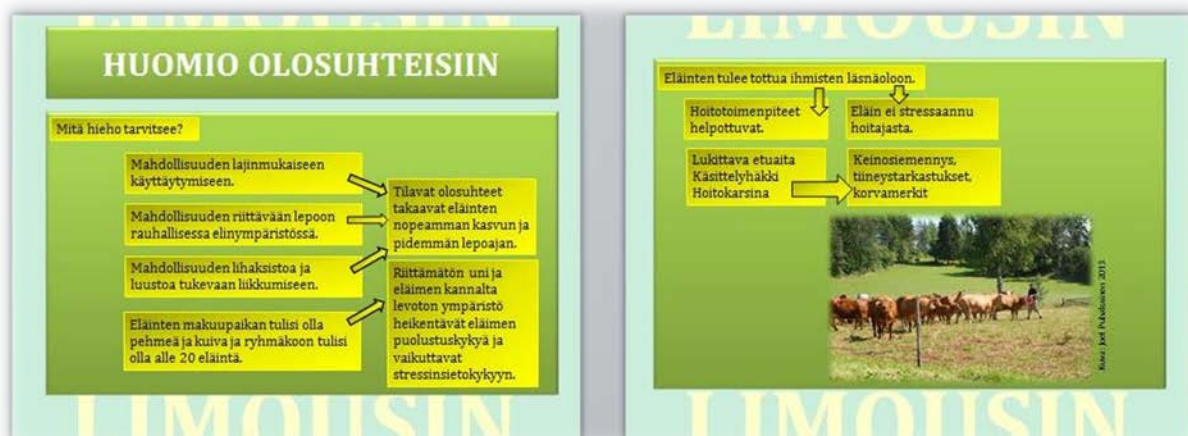 HUOMIO OLOSUHTEISIIN
Mitä hieho tarvitsee?
Mahdollisuuden lajinmukaiseen
käyttäytymiseen.
Mahdollisuuden riittävään lepoon
rauhallisessa elinympäristössä.
Mahdollisuuden lihaksistoa ja
luustoa tukevaan liikkumiseen.
Eläinten makuupaikan tulisi olla
pehmeä ja kuiva ja ryhmäkoon tulisi
olla alle 20 eläintä.
Tilavat olosuhteet
takaavat eläinten
nopeamman kasvun ja
pidemmän lepoajan.
Riittämätön uni ja
eläimen kannalta
levoton ympäristö
heikentävät eläimen
puolustuskykyä ja
vaikuttavat
stressinsietokykyyn.
LIMOUSIN
LIMOUSIN
Eläinten tulee tottua ihmisten läsnäoloon.
Hoitotoimenpiteet
helpottuvat.
Eläin ei stressaannu
hoitajasta.
Lukittava etuaita
Käsittelyhäkki
Hoitokarsina
Keinosiemennys,
tiineystarkastukset,
korvamerkit
Kuva: 2013
LIMOUSIN